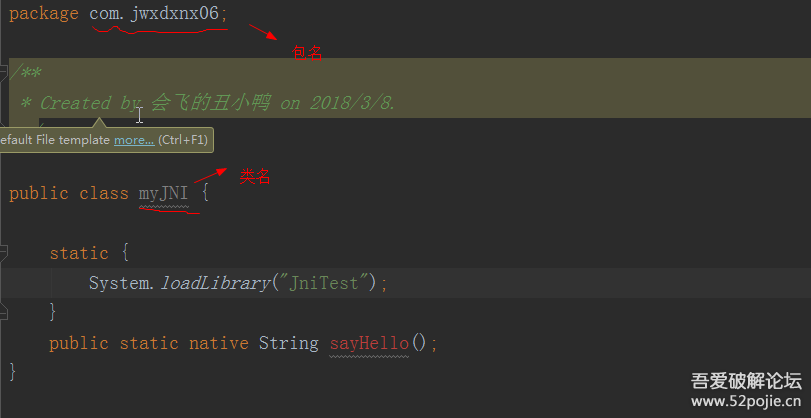 package com.jwxdxnx06;
包名
/**
* Created by 会飞的丑小鸭 on 2018/3/8.
efault File template more... (Ctrl+F1)
类名
public class myJNI {
static {
System.loadLibrary("JniTest");
}
public static native String sayHello();
}
吾爱破解论坛
www.52pojie.cn